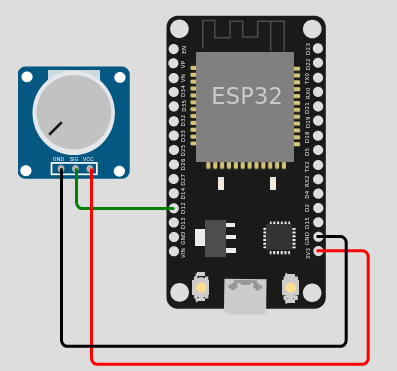 GND SIG VCC
ESP32
EN
VP
VN
D34
D35
D32
D33
D25
D26
D27
D14
D12
D13
GND
VIN
D23
D22
TX0
RX0
D21
D19
D18
D5
TX2
RX2
D4
D2
D15
GND
3V3